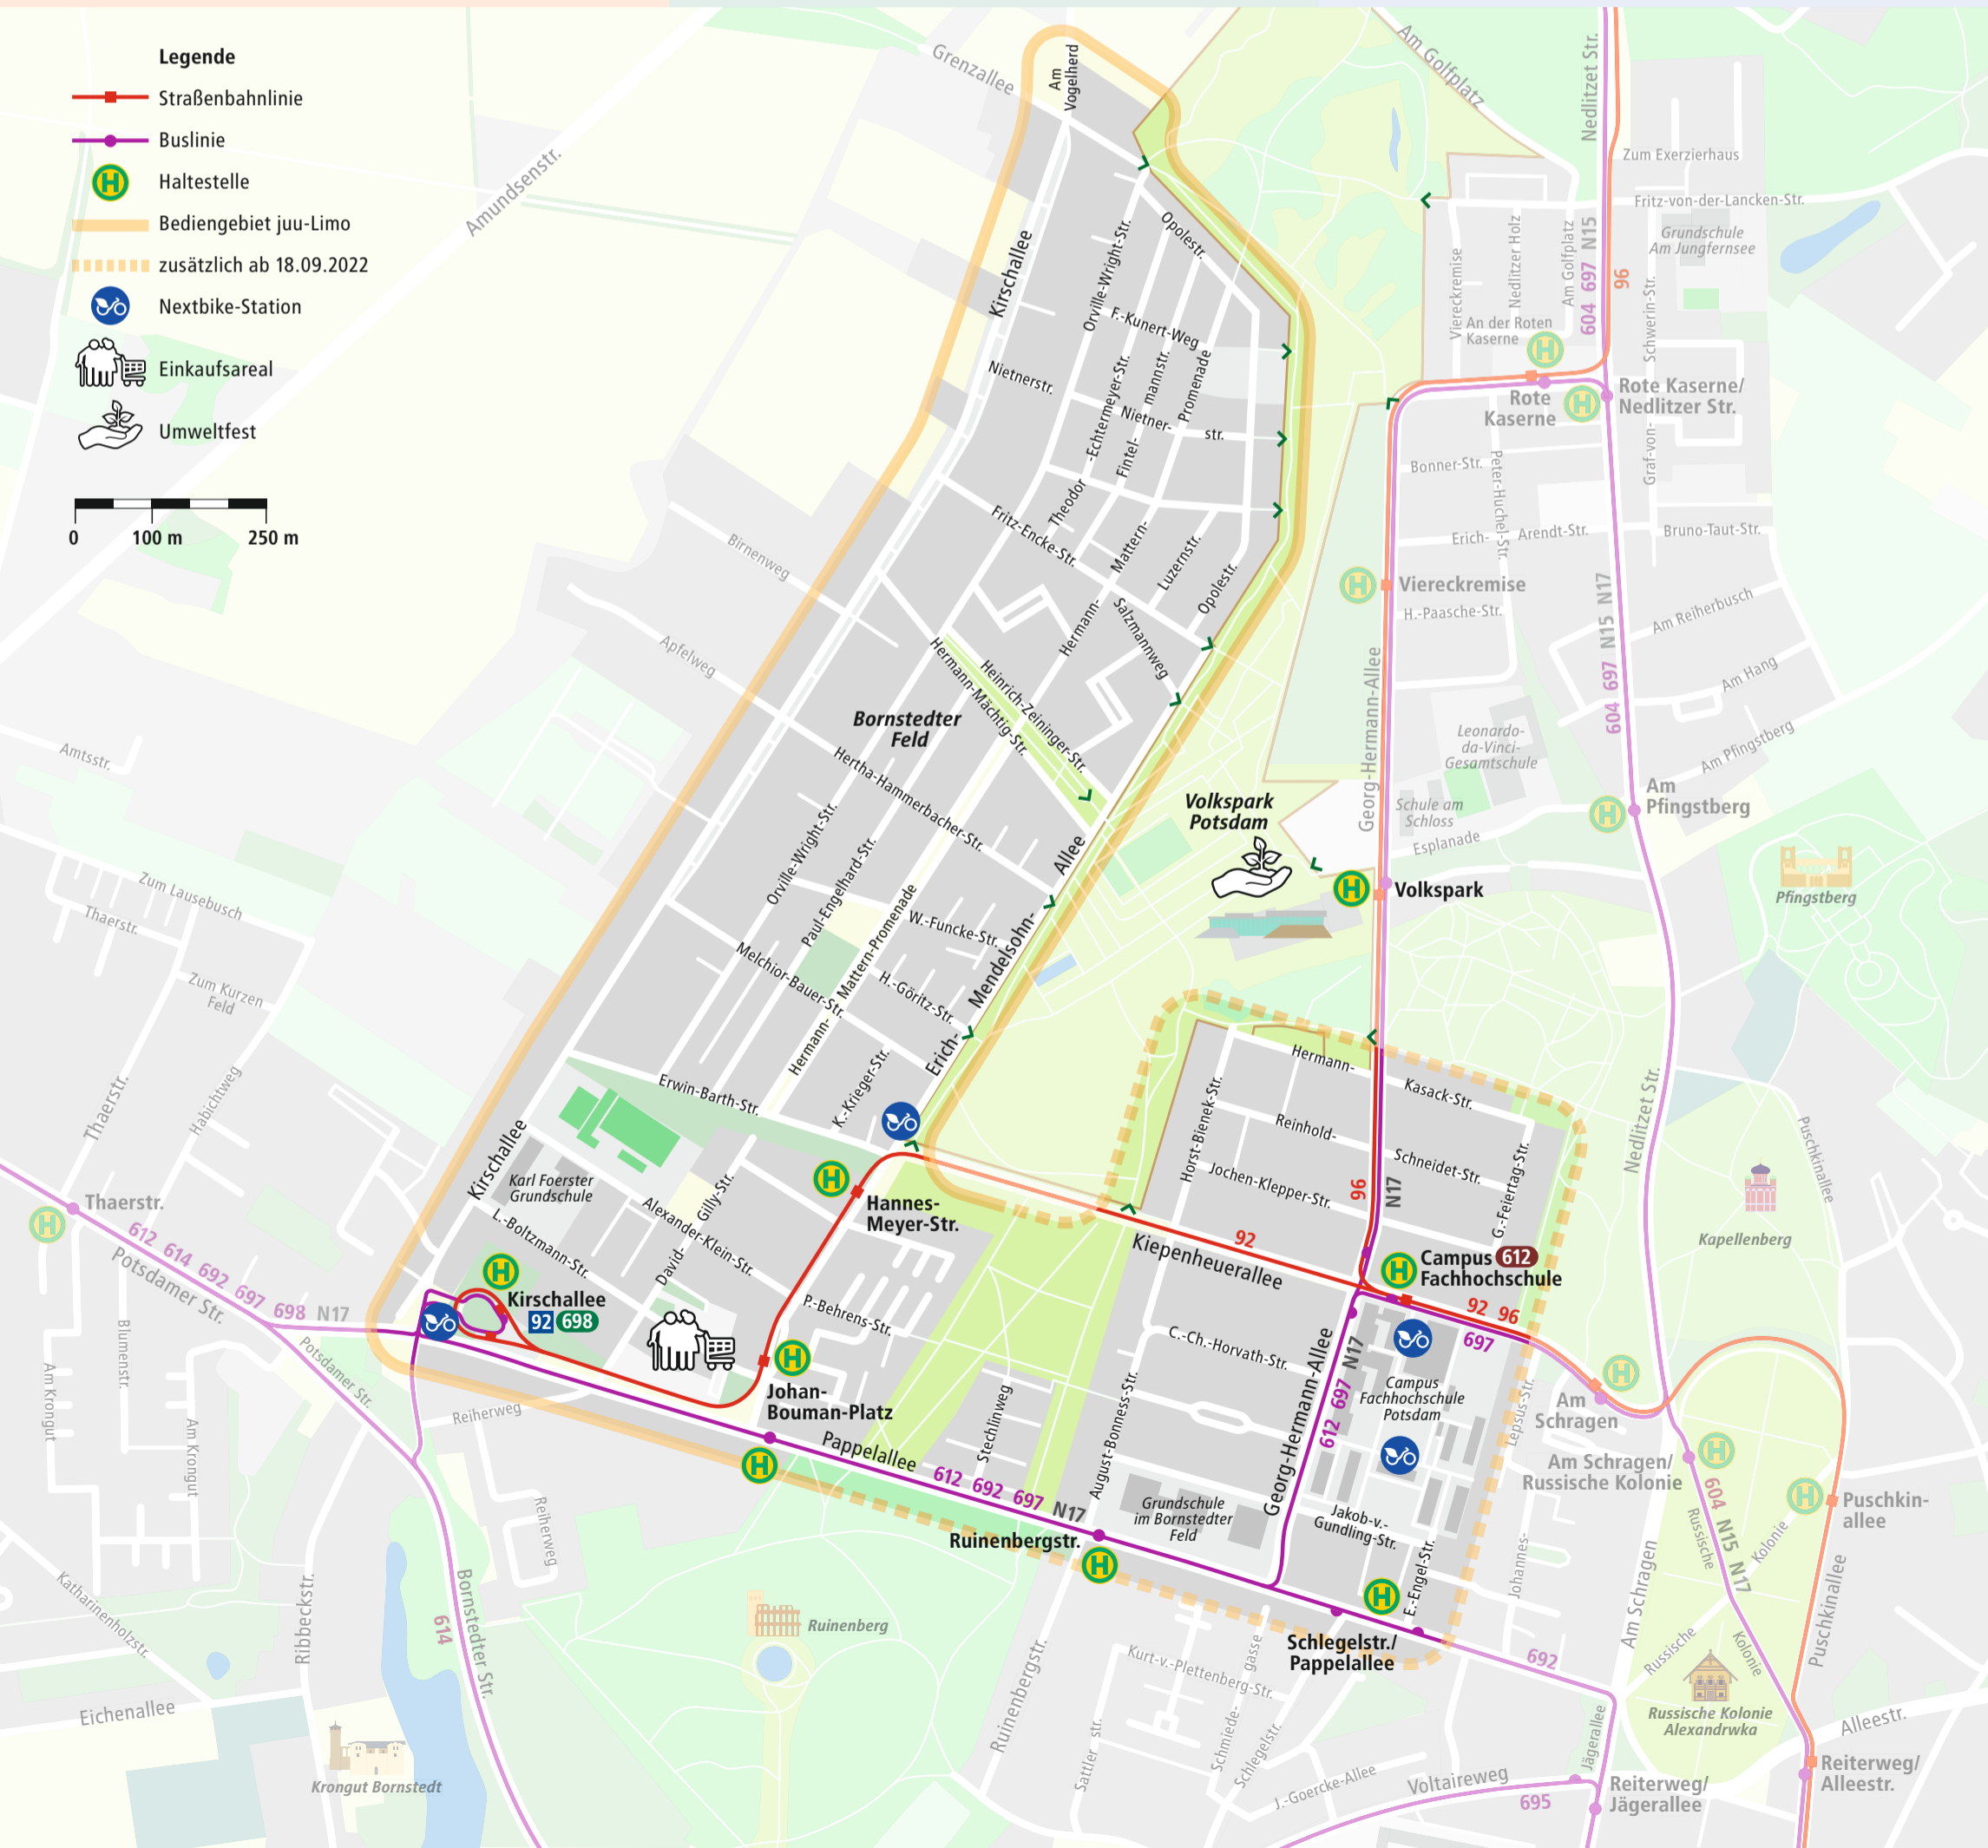 Legende
Straßenbahnlinie
Buslinie
H
Haltestelle
Bediengebiet juu-Limo
zusätzlich ab 18.09.2022
Nextbike-Station
Einkaufsareal
Umweltfest
0 100 m 250 m
Grenzallee
Am
Vogelherd
Am Golfplatz
Nedlitzer Str.
Amundsenstr.
Zum Exerzierhaus
Fritz-von-der-Lancken-Str.
Grundschule
Am Jungfernsee
Viereckremise
Nedlitzer Holz
Am Golfplatz
604 697 N15
96
An der Roten
Kaserne
Graf-von- Schwerin-Str.
Rote
Kaserne
Rote Kaserne/
Nedlitzer Str.
Kirschallee
Orville-Wright-Str.
Opolestr.
F.-Kunert-Weg
Nietnerstr.
Theodor -Echtermeyer-Str.
Fintel- mannstr.
Promenade
Nietner- str.
Fritz-Encke-Str.
Mattern-
Luzernstr.
Opolestr.
Hermann-
Salzmannweg
Birnenweg
Apfelweg
Bonner-Str.
Peter-Huchel-Str.
Erich- Arendt-Str.
Bruno-Taut-Str.
Viereckremise
H.-Paasche-Str.
604 697 N15 N17
Am Reiherbusch
Am Hang
Am Pfingstberg
Georg-Hermann-Allee
Leonardo-
da-Vinci-
Gesamtschule
Schule am
Schloss
Esplanade
Am
Pfingstberg
Pfingstberg
Heinrich-Zeininger-Str.
Hermann-Mächtig-Str.
Bornstedter
Feld
Hertha-Hammerbacher-Str.
Volkspark
Potsdam
Volkspark
Amtsstr.
Zum Lausebusch
Thaerstr.
Zum Kurzen
Feld
Orville-Wright-Str.
Paul-Engelhard-Str.
Hermann- Mattern-Promenade
W.-Funcke-Str.
H.-Göritz-Str.
Melchior-Bauer-Str.
Erich- Mendelsohn- Allee
K.-Krieger-Str.
Erwin-Barth-Str.
Thaerstr.
Habichtweg
Kirschallee
Karl Foerster
Grundschule
L.-Boltzmann-Str.
Alexander-Klein-Str.
David- Gilly-Str.
Hannes-
Meyer-Str.
Hermann- Kasack-Str.
Horst-Bienek-Str.
Reinhold- Schneidet-Str.
Jochen-Klepper-Str.
G.-Feiertag-Str.
96
N17
Nedlitzet Str.
Puschkinallee
Kapellenberg
Thaerstr.
612 614 692 697 698 N17
Potsdamer Str.
Kirschallee
92 698
P.-Behrens-Str.
92
Kiepenheuerallee
Campus 612
Fachhochschule
92 96
697
Potsdamer Str.
Blumenstr.
Am Krongut
Am Krongut
Reiherweg
Reiherweg
Johan-
Bouman-Platz
Pappelallee
612 692 697 N17
Stechlinweg
August-Bonness-Str.
C.-Ch.-Horvath-Str.
Georg-Hermann-Allee
612 697 N17
Campus
Fachhochschule
Potsdam
Lepsus-Str.
Am
Schragen
Am Schragen/
Russische Kolonie
Puschkin-
allee
604 N15 N17
Russische Kolonie
Grundschule
im Bornstedter
Feld
Ruinenbergstr.
Jakob-v.-
Gundling-Str.
E.-Engel-Str.
Johannes-
Am Schragen
Puschkinallee
Katharinenholzstr.
Ribbeckstr.
614
Bornstedter Str.
Ruinenberg
Ruinenbergstr.
Schlegelstr./
Pappelallee
692
Kurt-v.-Plettenberg-Str.
Schmiede- gasse
Schlegelstr.
Sattler str.
J.-Goercke-Allee
Voltaireweg
695
Jägerallee
Russische Kolonie
Russische Kolonie
Alexandrwka
Alleestr.
Reiterweg/
Jägerallee
Reiterweg/
Alleestr.
Eichenallee
Krongut Bornstedt